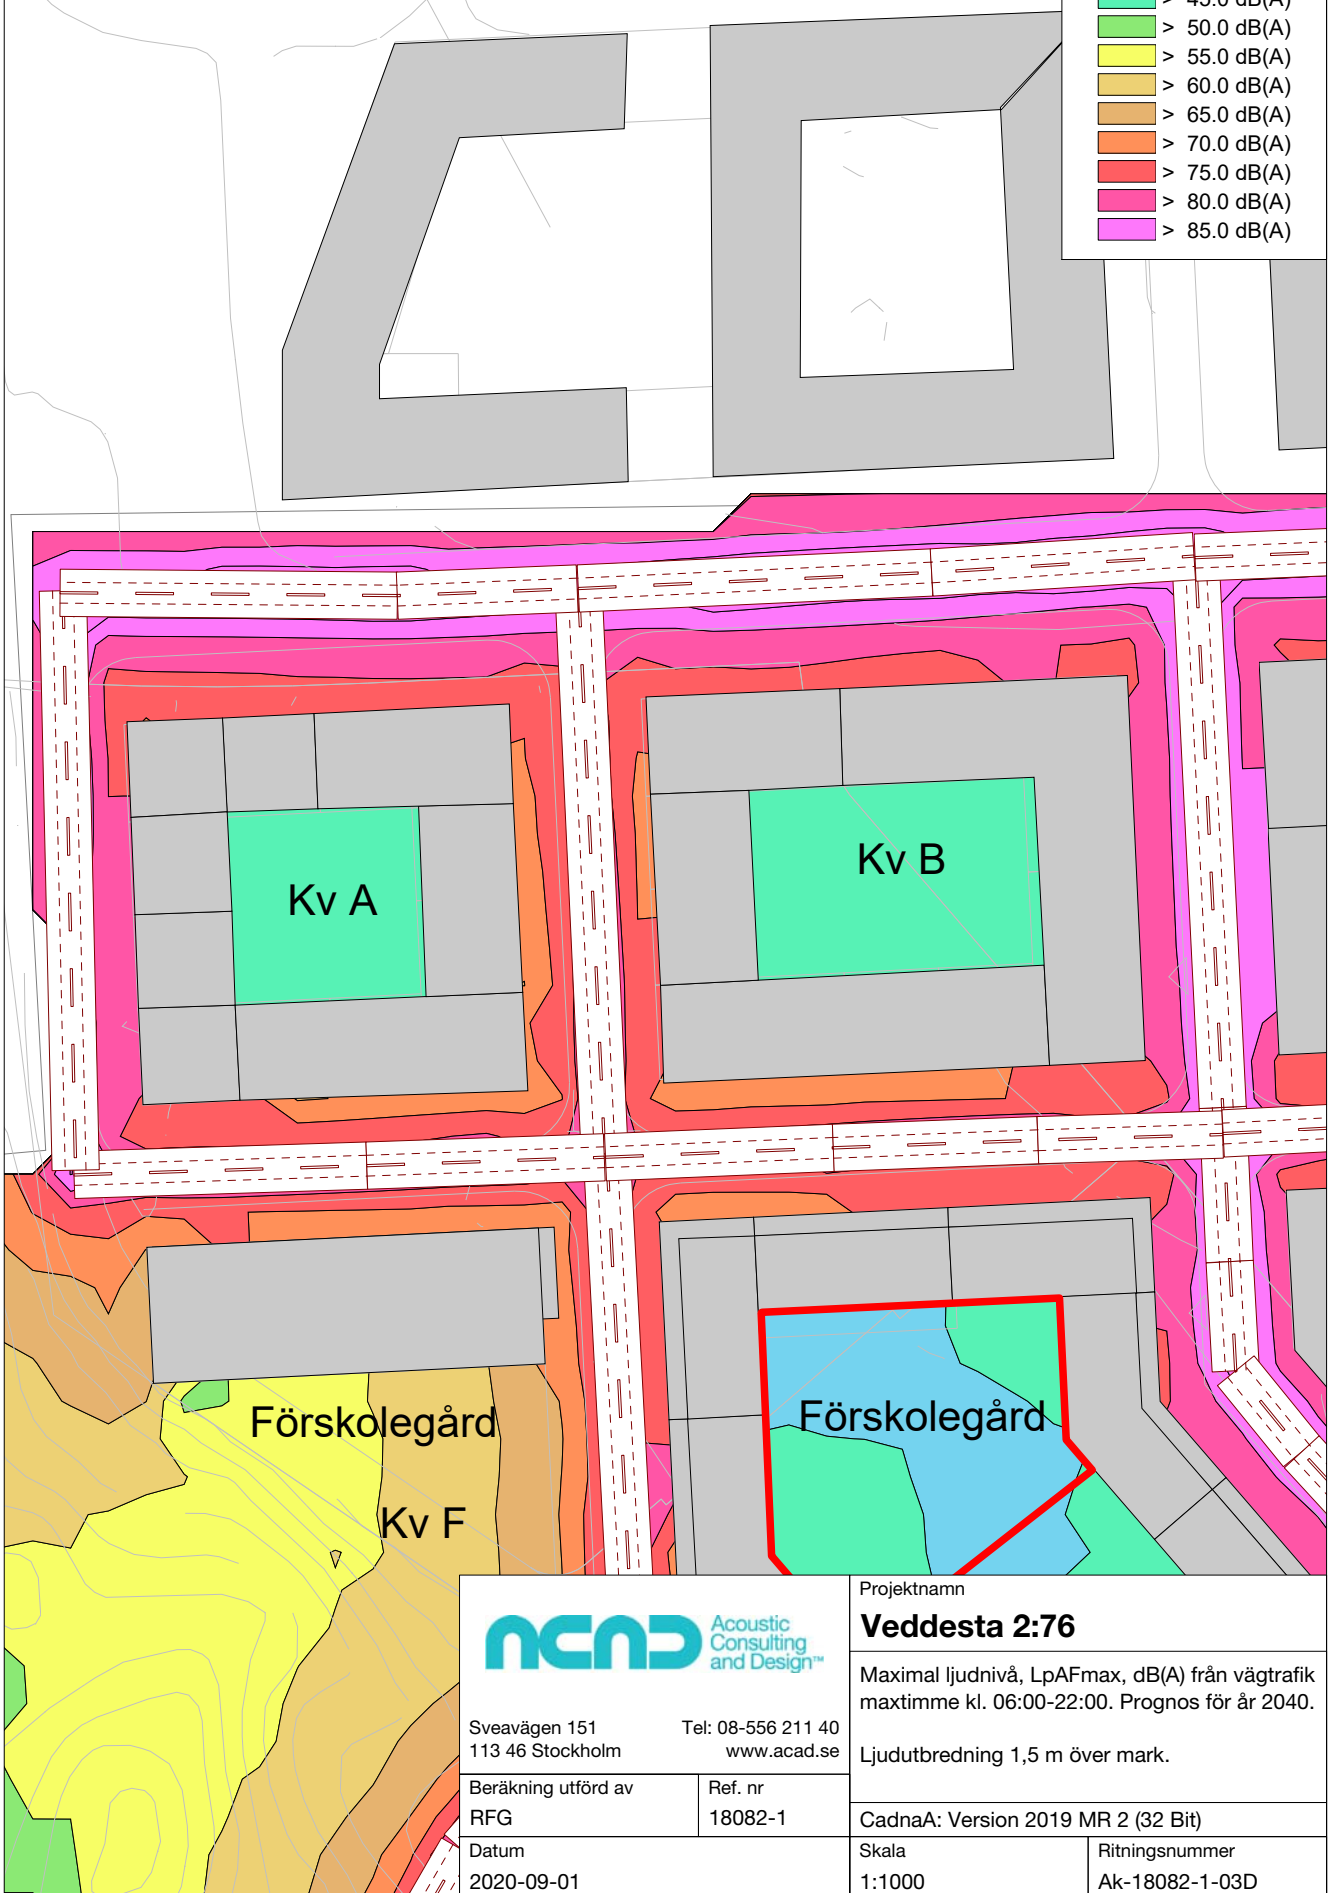 > 45.0 dB(A)
> 50.0 dB(A)
> 55.0 dB(A)
> 60.0 dB(A)
> 65.0 dB(A)
> 70.0 dB(A)
> 75.0 dB(A)
> 80.0 dB(A)
> 85.0 dB(A)
Kv A
Kv B
Förskolegård
Förskolegård
Kv F
ACAD
Acoustic
Consulting
and Design™
Sveavägen 151
113 46 Stockholm
Tel: 08-556 211 40
www.acad.se
Beräkning utförd av
RFG
Ref. nr
18082-1
Datum
2020-09-01
Projektnamn
Veddesta 2:76
Maximal ljudnivå, LpAFmax, dB(A) från vägtrafik
maxtimme kl. 06:00-22:00. Prognos för år 2040.
Ljudutbredning 1,5 m över mark.
CadnaA: Version 2019 MR 2 (32 Bit)
Skala
1:1000
Ritningsnummer
Ak-18082-1-03D